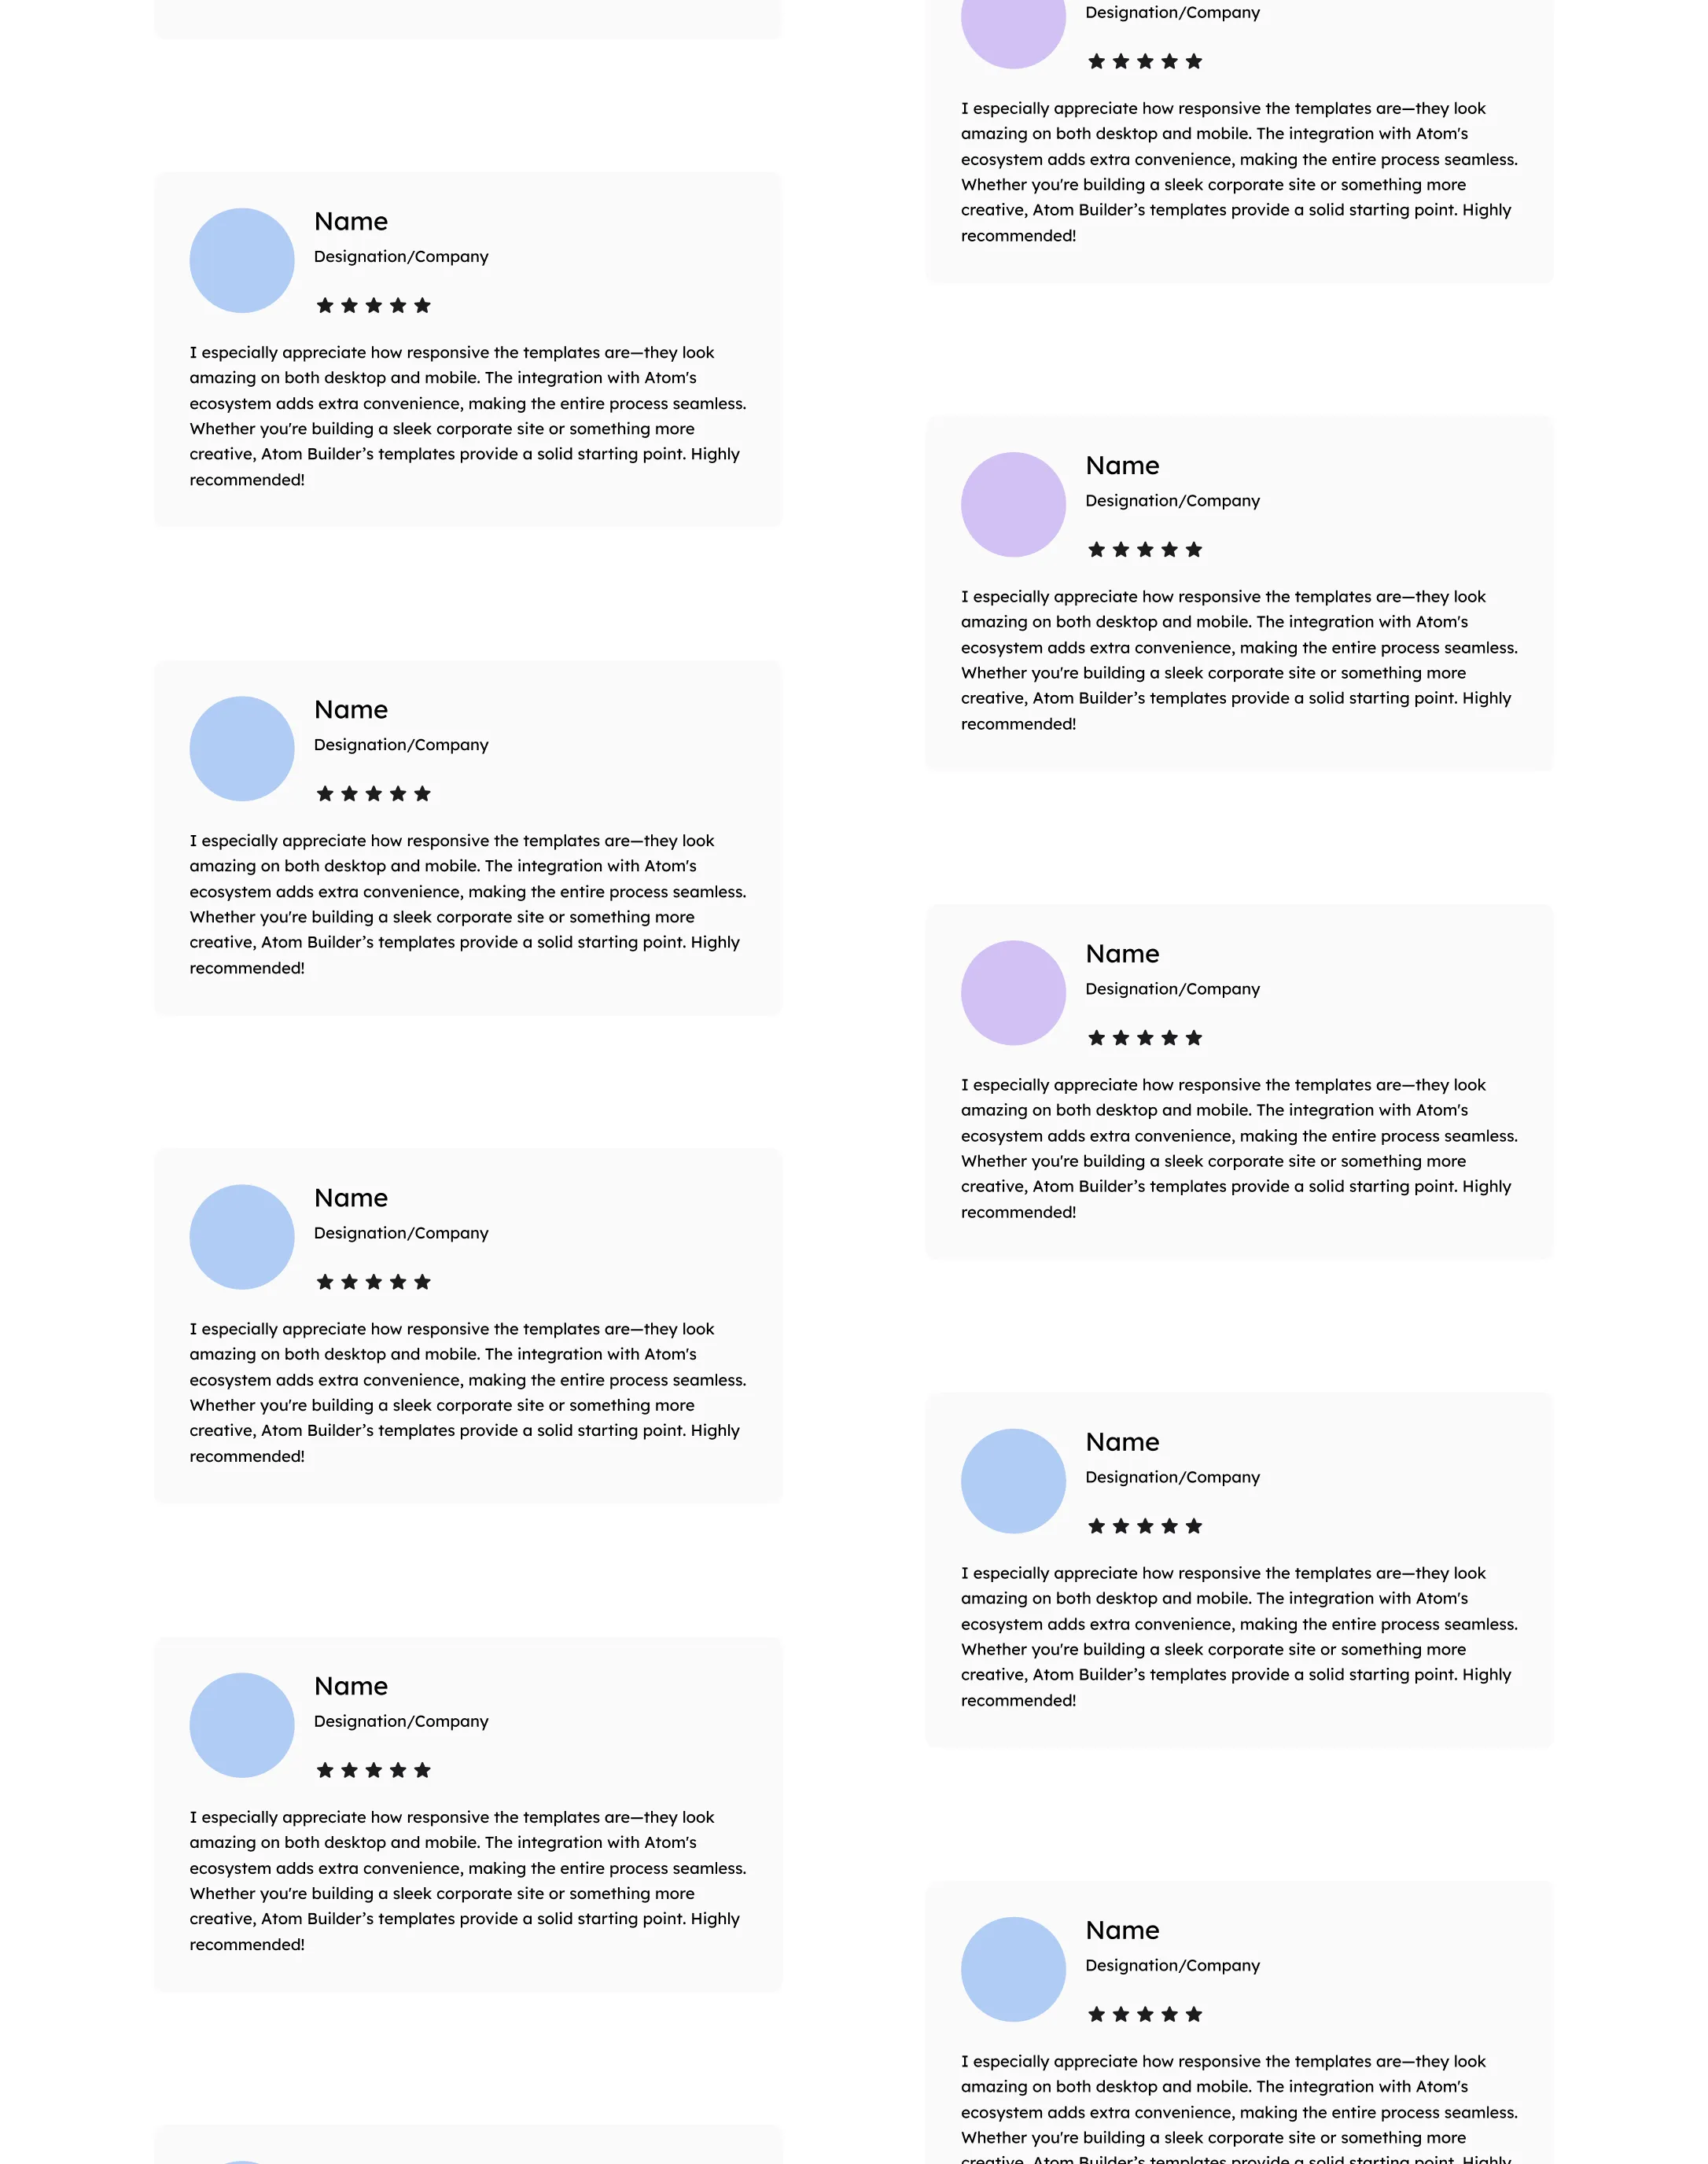 Name
Designation/Company
I especially appreciate how responsive the templates are—they look
amazing on both desktop and mobile. The integration with Atom's
ecosystem adds extra convenience, making the entire process seamless.
Whether you're building a sleek corporate site or something more
creative, Atom Builder’s templates provide a solid starting point. Highly
recommended!
Name
Designation/Company
I especially appreciate how responsive the templates are—they look
amazing on both desktop and mobile. The integration with Atom's
ecosystem adds extra convenience, making the entire process seamless.
Whether you're building a sleek corporate site or something more
creative, Atom Builder’s templates provide a solid starting point. Highly
recommended!
Name
Designation/Company
I especially appreciate how responsive the templates are—they look
amazing on both desktop and mobile. The integration with Atom's
ecosystem adds extra convenience, making the entire process seamless.
Whether you're building a sleek corporate site or something more
creative, Atom Builder’s templates provide a solid starting point. Highly
recommended!
Name
Designation/Company
I especially appreciate how responsive the templates are—they look
amazing on both desktop and mobile. The integration with Atom's
ecosystem adds extra convenience, making the entire process seamless.
Whether you're building a sleek corporate site or something more
creative, Atom Builder’s templates provide a solid starting point. Highly
recommended!
Designation/Company
I especially appreciate how responsive the templates are—they look
amazing on both desktop and mobile. The integration with Atom's
ecosystem adds extra convenience, making the entire process seamless.
Whether you're building a sleek corporate site or something more
creative, Atom Builder’s templates provide a solid starting point. Highly
recommended!
Name
Designation/Company
I especially appreciate how responsive the templates are—they look
amazing on both desktop and mobile. The integration with Atom's
ecosystem adds extra convenience, making the entire process seamless.
Whether you're building a sleek corporate site or something more
creative, Atom Builder’s templates provide a solid starting point. Highly
recommended!
Name
Designation/Company
I especially appreciate how responsive the templates are—they look
amazing on both desktop and mobile. The integration with Atom's
ecosystem adds extra convenience, making the entire process seamless.
Whether you're building a sleek corporate site or something more
creative, Atom Builder’s templates provide a solid starting point. Highly
recommended!
Name
Designation/Company
I especially appreciate how responsive the templates are—they look
amazing on both desktop and mobile. The integration with Atom's
ecosystem adds extra convenience, making the entire process seamless.
Whether you're building a sleek corporate site or something more
creative, Atom Builder’s templates provide a solid starting point. Highly
recommended!
Name
Designation/Company
I especially appreciate how responsive the templates are—they look
amazing on both desktop and mobile. The integration with Atom's
ecosystem adds extra convenience, making the entire process seamless.
Whether you're building a sleek corporate site or something more
creative, Atom Builder’s templates provide a solid starting point. Highly